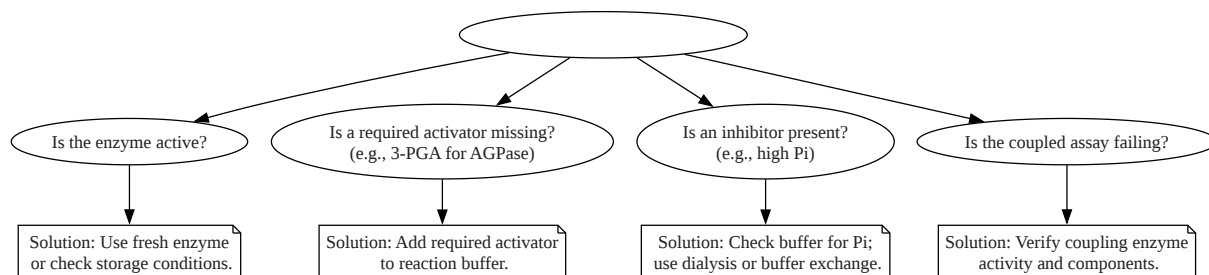 Is the enzyme active?
Is a required activator missing?
(e.g., 3-PGA for AGPase)
Is an inhibitor present?
(e.g., high Pi)
Is the coupled assay failing?
Solution: Use fresh enzyme
or check storage conditions.
Solution: Add required activator
to reaction buffer.
Solution: Check buffer for Pi;
use dialysis or buffer exchange.
Solution: Verify coupling enzyme
activity and components.